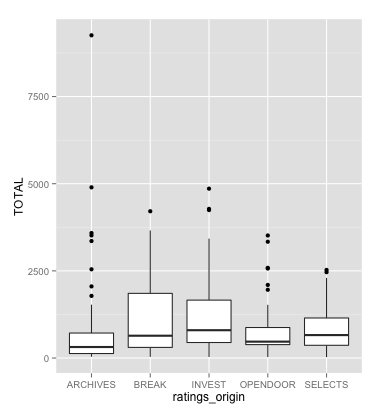 TOTAL
7500
5000
2500
0
ARCHIVES BREAK INVEST OPENDOOR SELECTS
ratings_origin